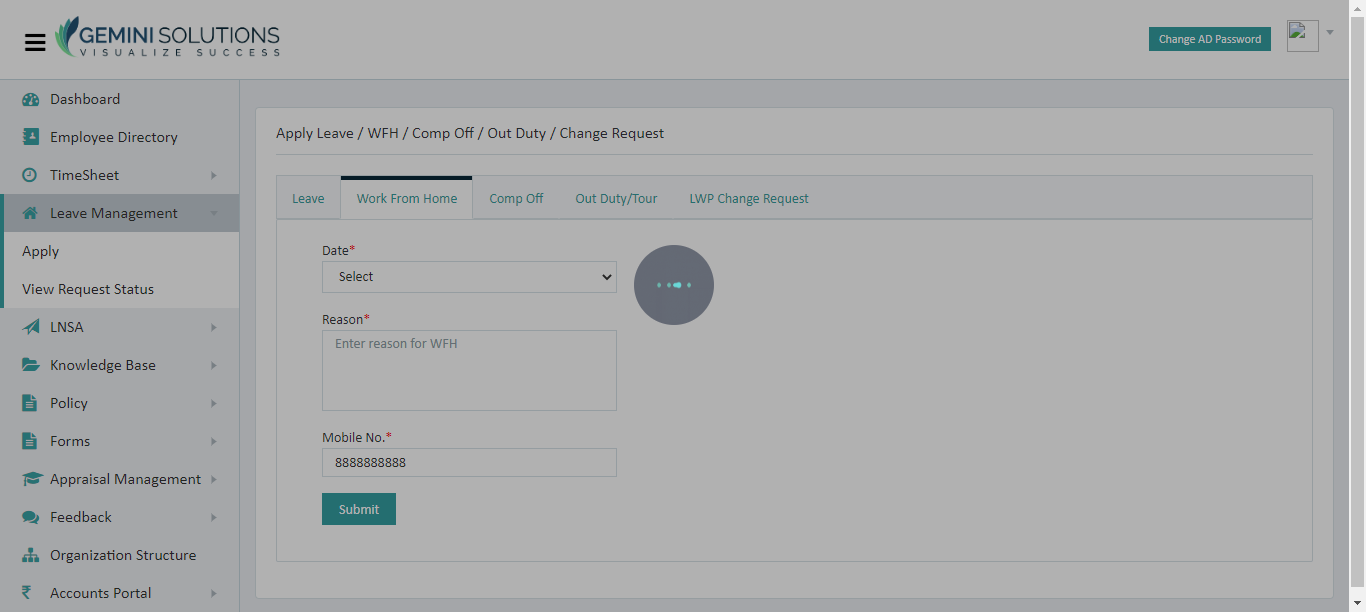 GEMINI SOLUTIONS
VISUALIZE SUCCESS
Change AD Password
Dashboard
Employee Directory
TimeSheet
Leave Management
Apply
View Request Status
LNSA
Knowledge Base
Policy
Forms
Appraisal Management
Feedback
Organization Structure
Accounts Portal
Apply Leave / WFH / Comp Off / Out Duty / Change Request
Leave Work From Home Comp Off Out Duty/Tour LWP Change Request
Date*
Select
Reason*
Enter reason for WFH
Mobile No.*
8888888888
Submit